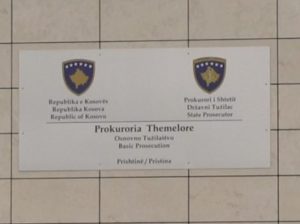 Republika e Kosovës
Republika Kosova
Republic of Kosovo
Prokurori i Shtetit
Državni Tužilac
State Prosecutor
Prokuroria Themelore
Osnovno Tužilaštvo
Basic Prosecution
Prishtinë / Pristina